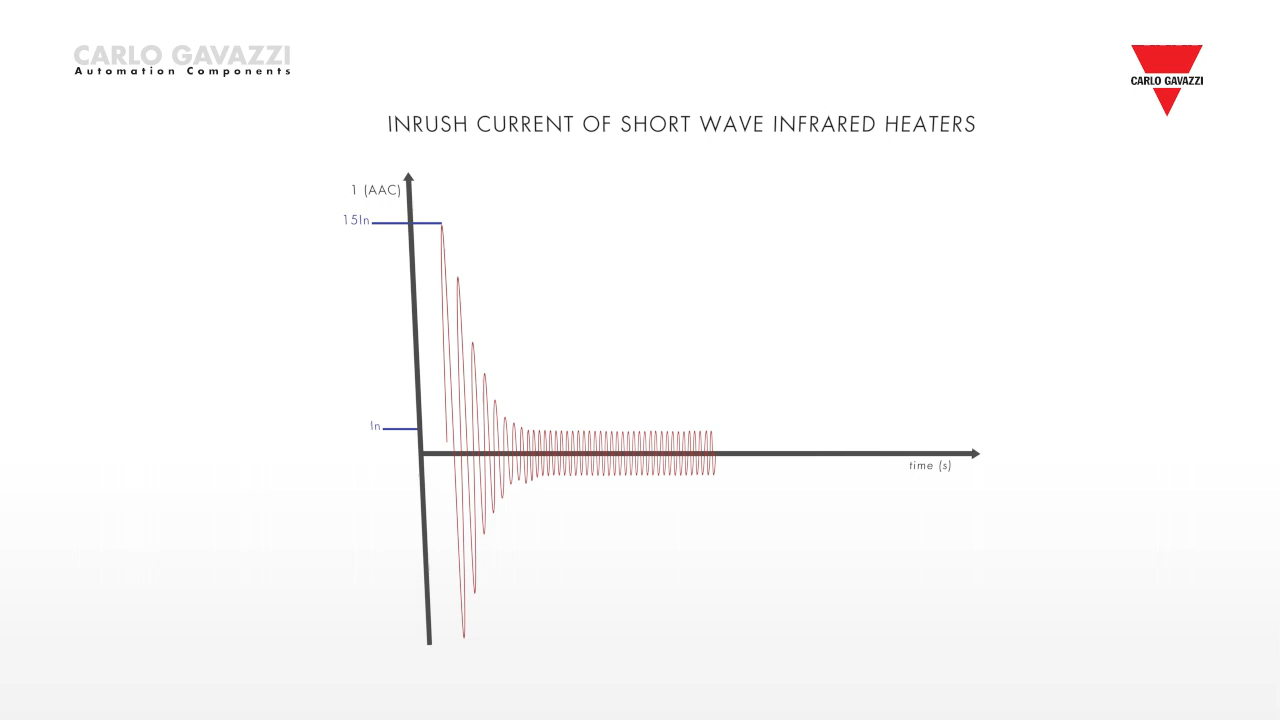 CARLO GAVAZZI
Automation Components
CARLO GAVAZZI
INRUSH CURRENT OF SHORT WAVE INFRARED HEATERS
1 (AAC)
15In
In
time (s)